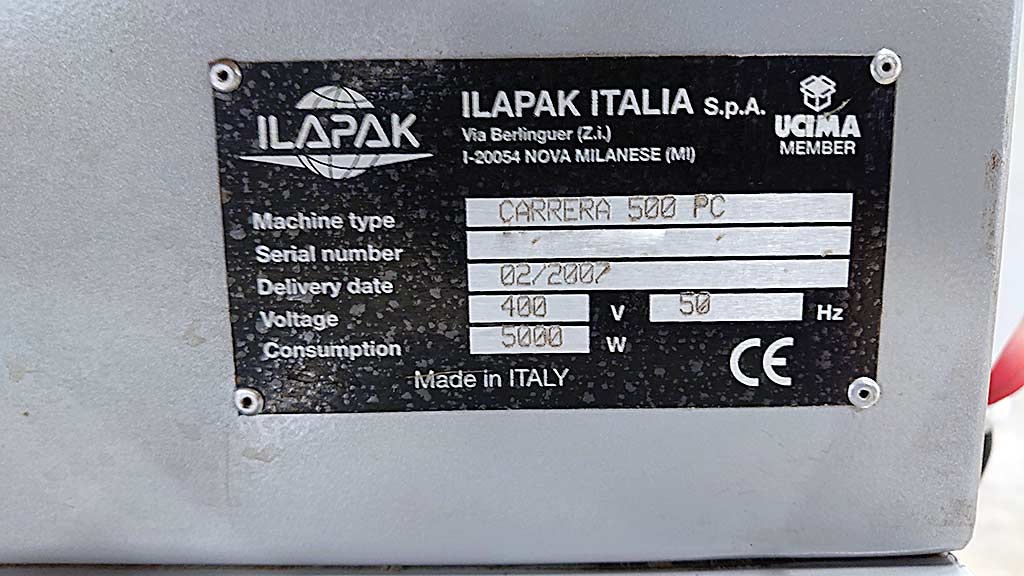 ILAPAK
ILAPAK ITALIA S.p.A.
Via Berlinguer (Z.i.)
I-20054 NOVA MILANESE (MI)
UCIMA
MEMBER
Machine type CARRERA 500 PC
Serial number
Delivery date 02/2007
Voltage 400 V 50 Hz
Consumption 5000 W
Made in ITALY
CE